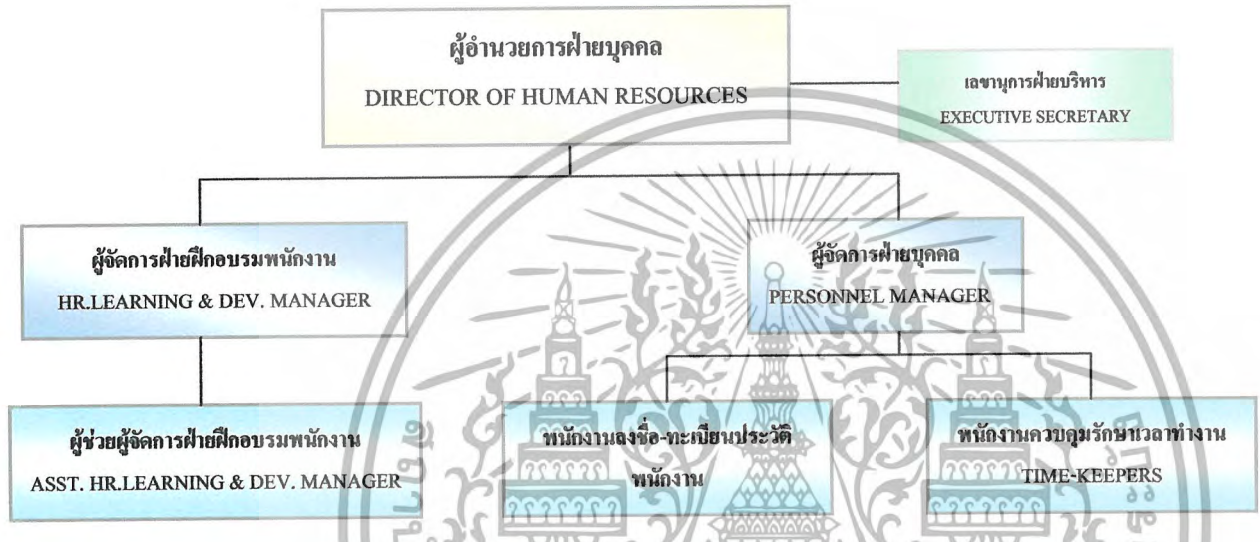 ผู้อำนวยการฝ่ายบุคคล
DIRECTOR OF HUMAN RESOURCES
เลขานุการฝ่ายบริหาร
EXECUTIVE SECRETARY
ผู้จัดการฝ่ายฝึกอบรมพนักงาน
HR.LEARNING & DEV. MANAGER
ผู้จัดการฝ่ายบุคคล
PERSONNEL MANAGER
ผู้ช่วยผู้จัดการฝ่ายฝึกอบรมพนักงาน
ASST. HR.LEARNING & DEV. MANAGER
พนักงานลงชื่อ-ทะเบียนประวัติ
พนักงาน
พนักงานควบคุมรักษาเวลาทำงาน
TIME-KEEPERS